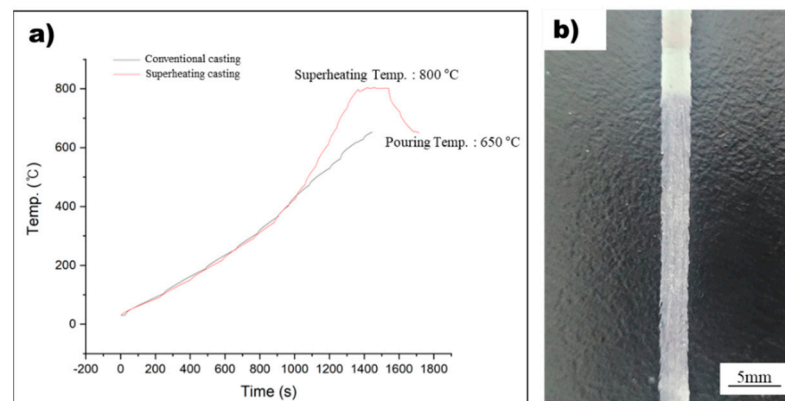 a)
Conventional casting
Superheating casting
Superheating Temp. : 800 °C
Pouring Temp. : 650 °C
800
600
400
200
0
-200
Temp. (℃)
-200 0 200 400 600 800 1000 1200 1400 1600 1800
Time (s)
b)
5mm